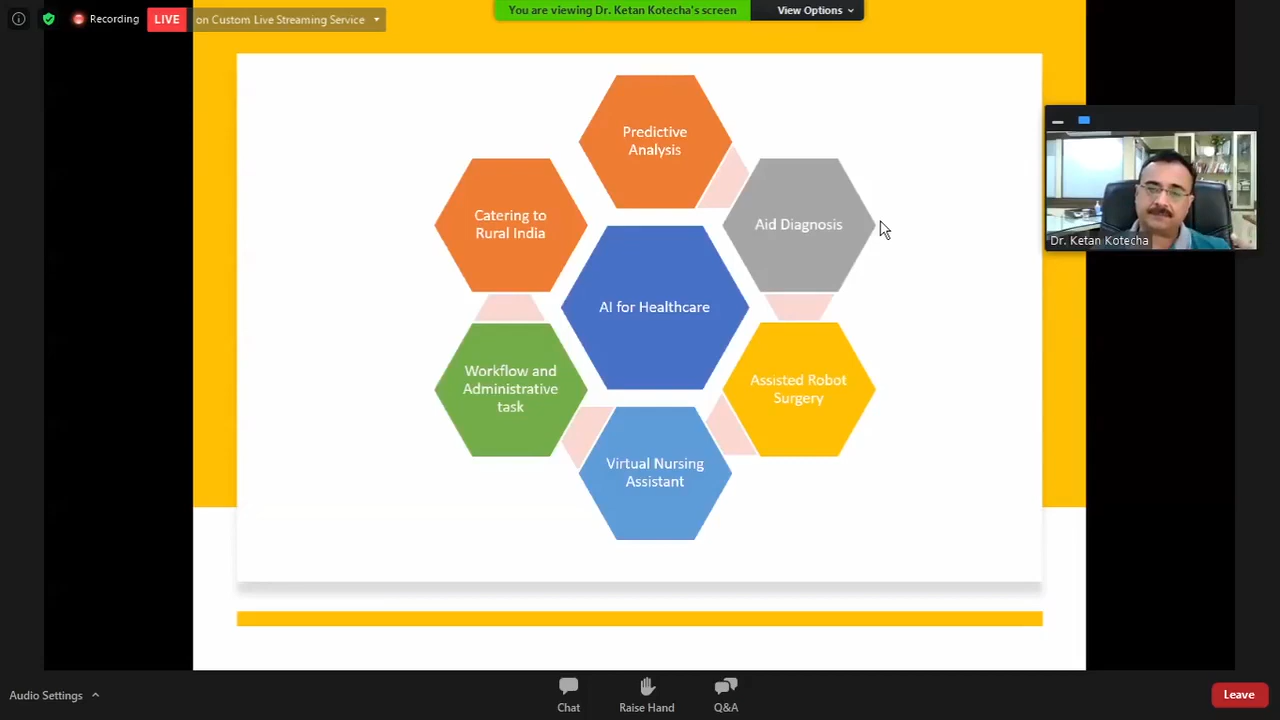 Recording
LIVE
on Custom Live Streaming Service
You are viewing Dr. Ketan Kotecha's screen
View Options
Predictive
Analysis
Catering to
Rural India
Aid Diagnosis
AI for Healthcare
Workflow and
Administrative
task
Assisted Robot
Surgery
Virtual Nursing
Assistant
Dr. Ketan Kotecha
Audio Settings
Chat
Raise Hand
Q&A
Leave